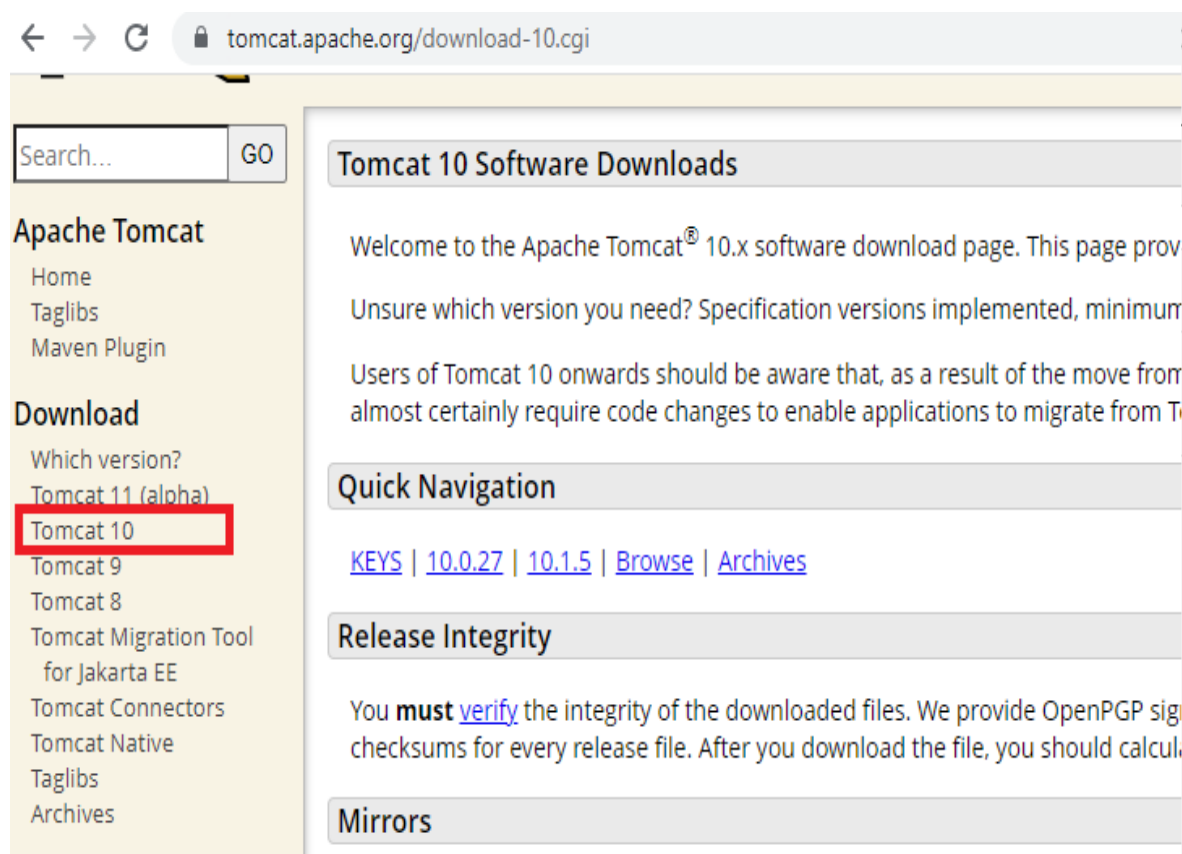 tomcat.apache.org/download-10.cgi
Search...
GO
Apache Tomcat
Home
Taglibs
Maven Plugin
Download
Which version?
Tomcat 11 (alpha)
Tomcat 10
Tomcat 9
Tomcat 8
Tomcat Migration Tool
for Jakarta EE
Tomcat Connectors
Tomcat Native
Taglibs
Archives
Tomcat 10 Software Downloads
Welcome to the Apache Tomcat® 10.x software download page. This page prov
Unsure which version you need? Specification versions implemented, minimum
Users of Tomcat 10 onwards should be aware that, as a result of the move from
almost certainly require code changes to enable applications to migrate from T
Quick Navigation
KEYS | 10.0.27 | 10.1.5 | Browse | Archives
Release Integrity
You must verify the integrity of the downloaded files. We provide OpenPGP sig
checksums for every release file. After you download the file, you should calcul
Mirrors